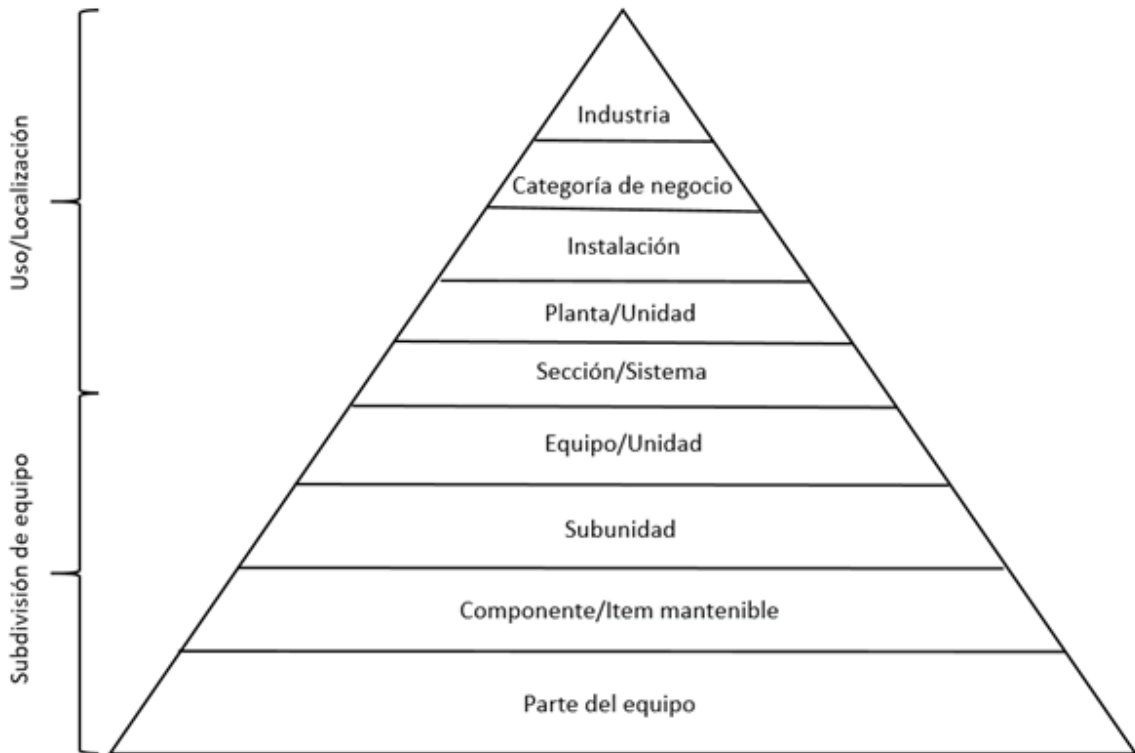 Uso/Localización
Subdivisión de equipo
Industria
Categoría de negocio
Instalación
Planta/Unidad
Sección/Sistema
Equipo/Unidad
Subunidad
Componente/Item mantenible
Parte del equipo